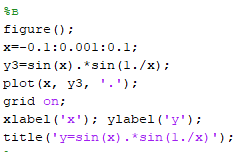 %в
figure();
x=-0.1:0.001:0.1;
y3=sin(x).*sin(1./x);
plot(x, y3, '.');
grid on;
xlabel('x'); ylabel('y');
title('y=sin(x).*sin(1./x)');